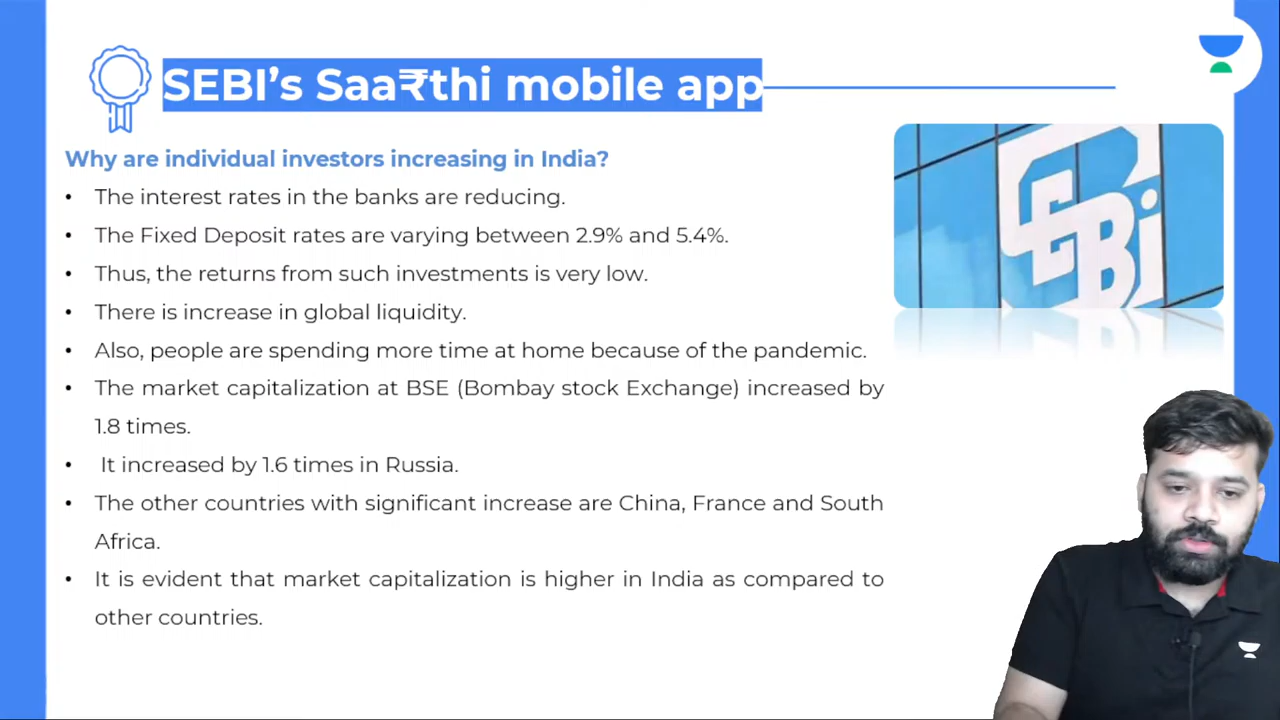 SEBI’s Saa₹thi mobile app
Why are individual investors increasing in India?
• The interest rates in the banks are reducing.
• The Fixed Deposit rates are varying between 2.9% and 5.4%.
• Thus, the returns from such investments is very low.
• There is increase in global liquidity.
• Also, people are spending more time at home because of the pandemic.
• The market capitalization at BSE (Bombay stock Exchange) increased by
1.8 times.
• It increased by 1.6 times in Russia.
• The other countries with significant increase are China, France and South
Africa.
• It is evident that market capitalization is higher in India as compared to
other countries.
SEBI